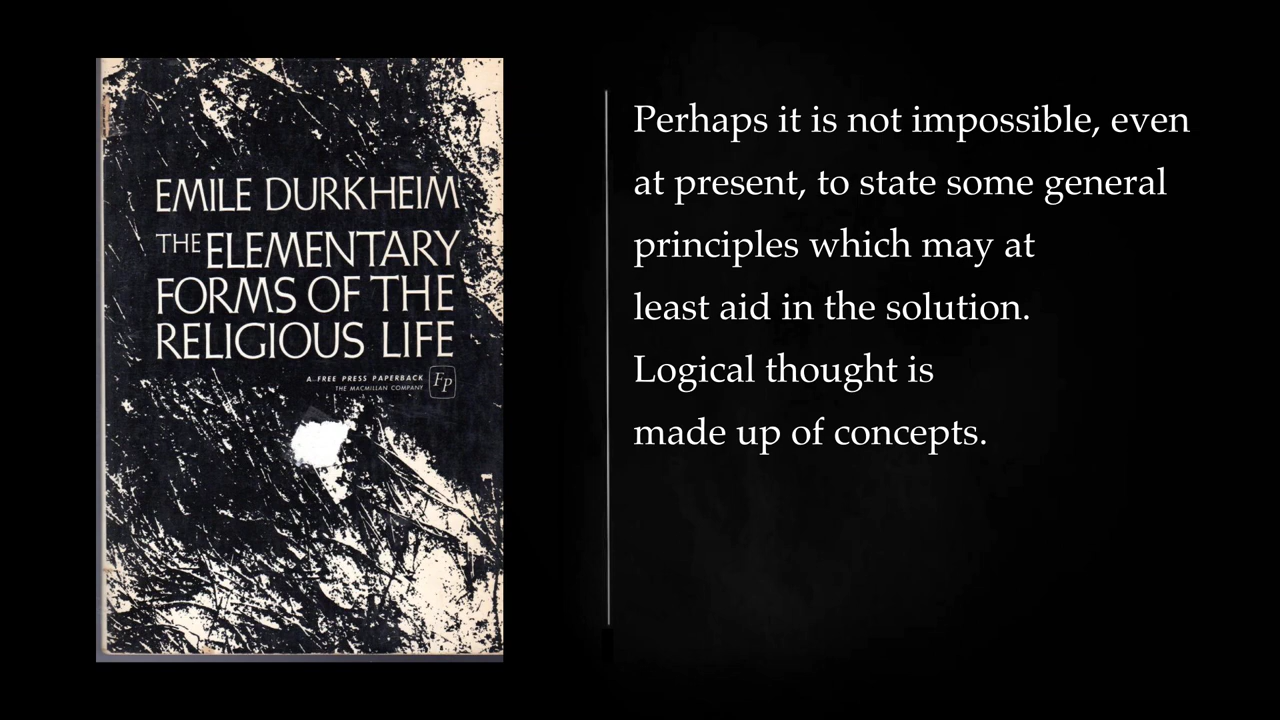 EMILE DURKHEIM
THE ELEMENTARY
FORMS OF THE
RELIGIOUS LIFE
A FREE PRESS PAPERBACK
THE MACMILLAN COMPANY
Fp
Perhaps it is not impossible, even
at present, to state some general
principles which may at
least aid in the solution.
Logical thought is
made up of concepts.